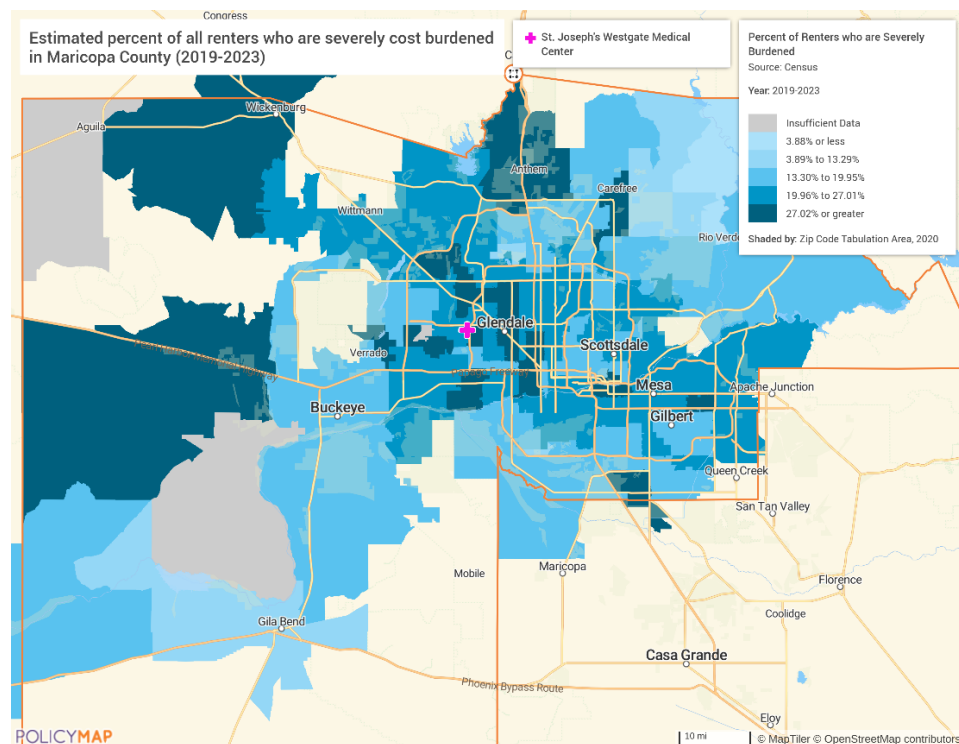 Congress
Estimated percent of all renters who are severely cost burdened
in Maricopa County (2019-2023)
St. Joseph's Westgate Medical
Center
Percent of Renters who are Severely
Burdened
Source: Census
Year: 2019-2023
Insufficient Data
3.88% or less
3.89% to 13.29%
13.30% to 19.95%
19.96% to 27.01%
27.02% or greater
Shaded by: Zip Code Tabulation Area, 2020
C
Wickenburg
Aguila
Anthem
Carefree
Wittmann
Rio Verde
Glendale
Scottsdale
Verrado
Mesa
Apache Junction
Buckeye
Gilbert
Queen Creek
San Tan Valley
Mobile
Maricopa
Florence
Coolidge
Gila Bend
Casa Grande
Phoenix Bypass Route
Eloy
POLICYMAP
10 mi
© MapTiler © OpenStreetMap contributors